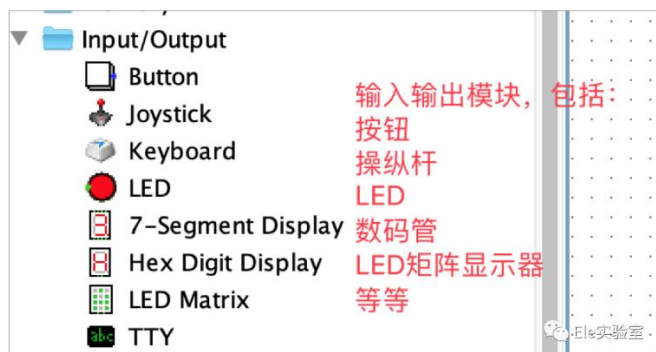 Input/Output
Button
Joystick
Keyboard
LED
7-Segment Display
Hex Digit Display
LED Matrix
TTY
abc
输入输出模块，包括：
按钮
操纵杆
LED
数码管
LED矩阵显示器
等等
Ele实验室